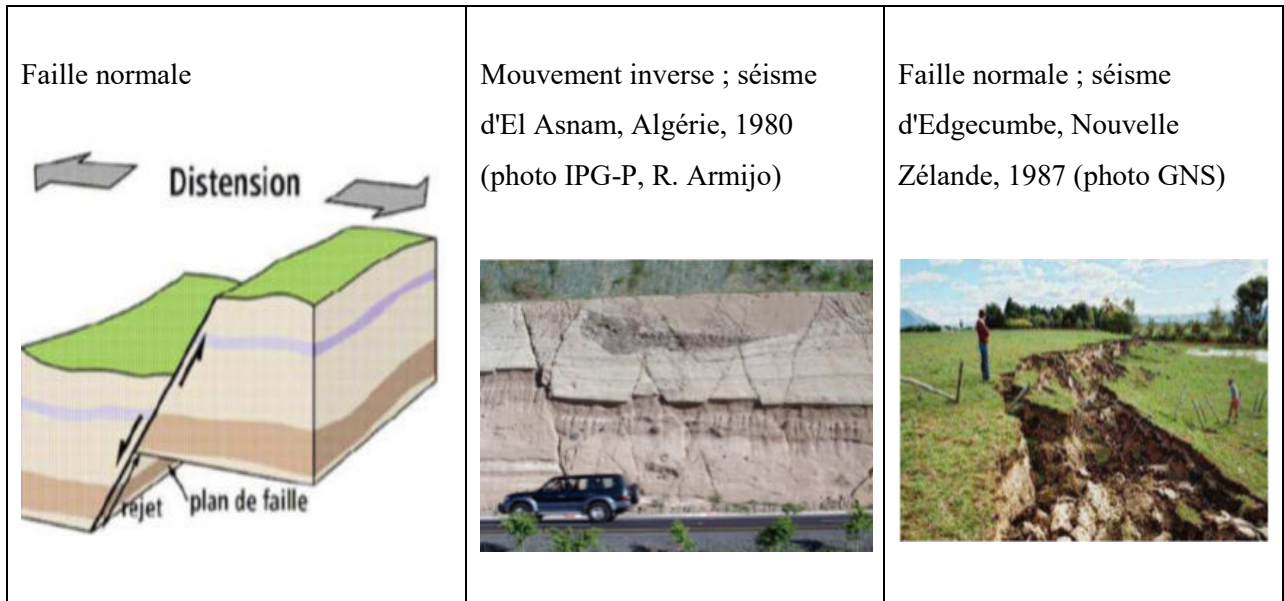 Faille normale
Distension
rejet
plan de faille
Mouvement inverse ; séisme
d'El Asnam, Algérie, 1980
(photo IPG-P, R. Armijo)
Faille normale ; séisme
d'Edgecumbe, Nouvelle
Zélande, 1987 (photo GNS)